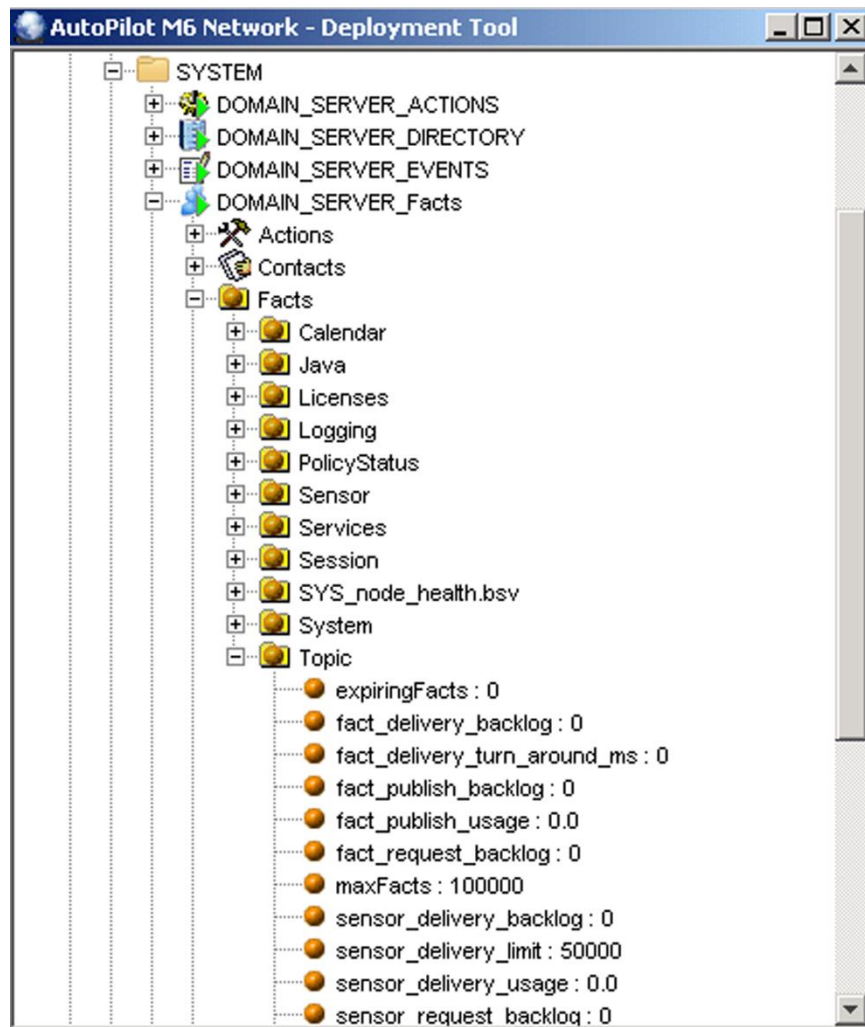 AutoPilot M6 Network - Deployment Tool
SYSTEM
DOMAIN_SERVER_ACTIONS
DOMAIN_SERVER_DIRECTORY
DOMAIN_SERVER_EVENTS
DOMAIN_SERVER_Facts
Actions
Contacts
Facts
Calendar
Java
Licenses
Logging
PolicyStatus
Sensor
Services
Session
SYS_node_health.bsv
System
Topic
expiringFacts : 0
fact_delivery_backlog : 0
fact_delivery_turn_around_ms : 0
fact_publish_backlog : 0
fact_publish_usage : 0.0
fact_request_backlog : 0
maxFacts : 100000
sensor_delivery_backlog : 0
sensor_delivery_limit : 50000
sensor_delivery_usage : 0.0
sensor_request_backlog : 0